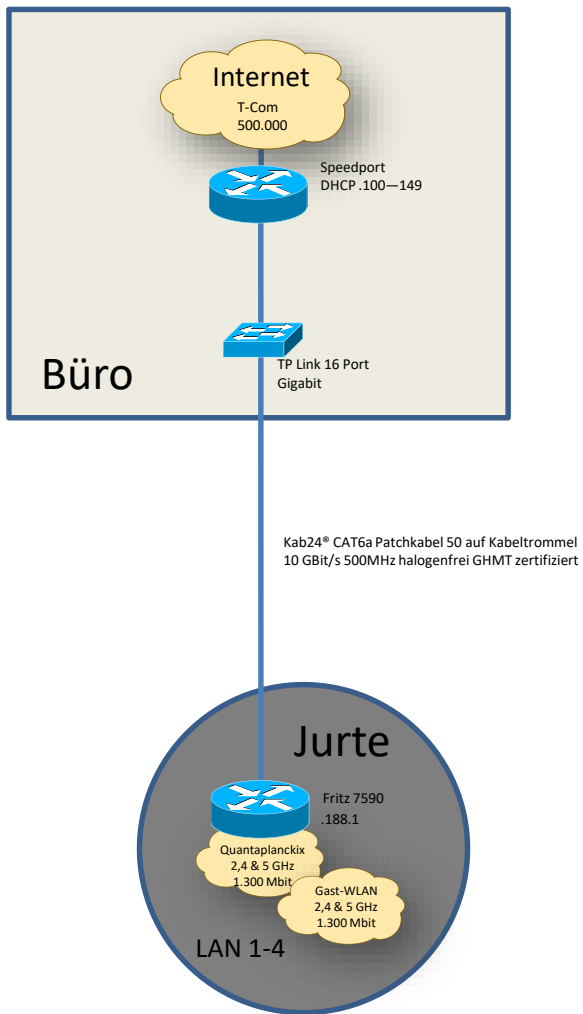 Internet
T-Com
500.000
Speedport
DHCP .100—149
TP Link 16 Port
Gigabit
Büro
Kab24® CAT6a Patchkabel 50 auf Kabeltrommel
10 GBit/s 500MHz halogenfrei GHMT zertifiziert
Jurte
Fritz 7590
.188.1
Quantaplanckix
2,4 & 5 GHz
1.300 Mbit
Gast-WLAN
2,4 & 5 GHz
1.300 Mbit
LAN 1-4